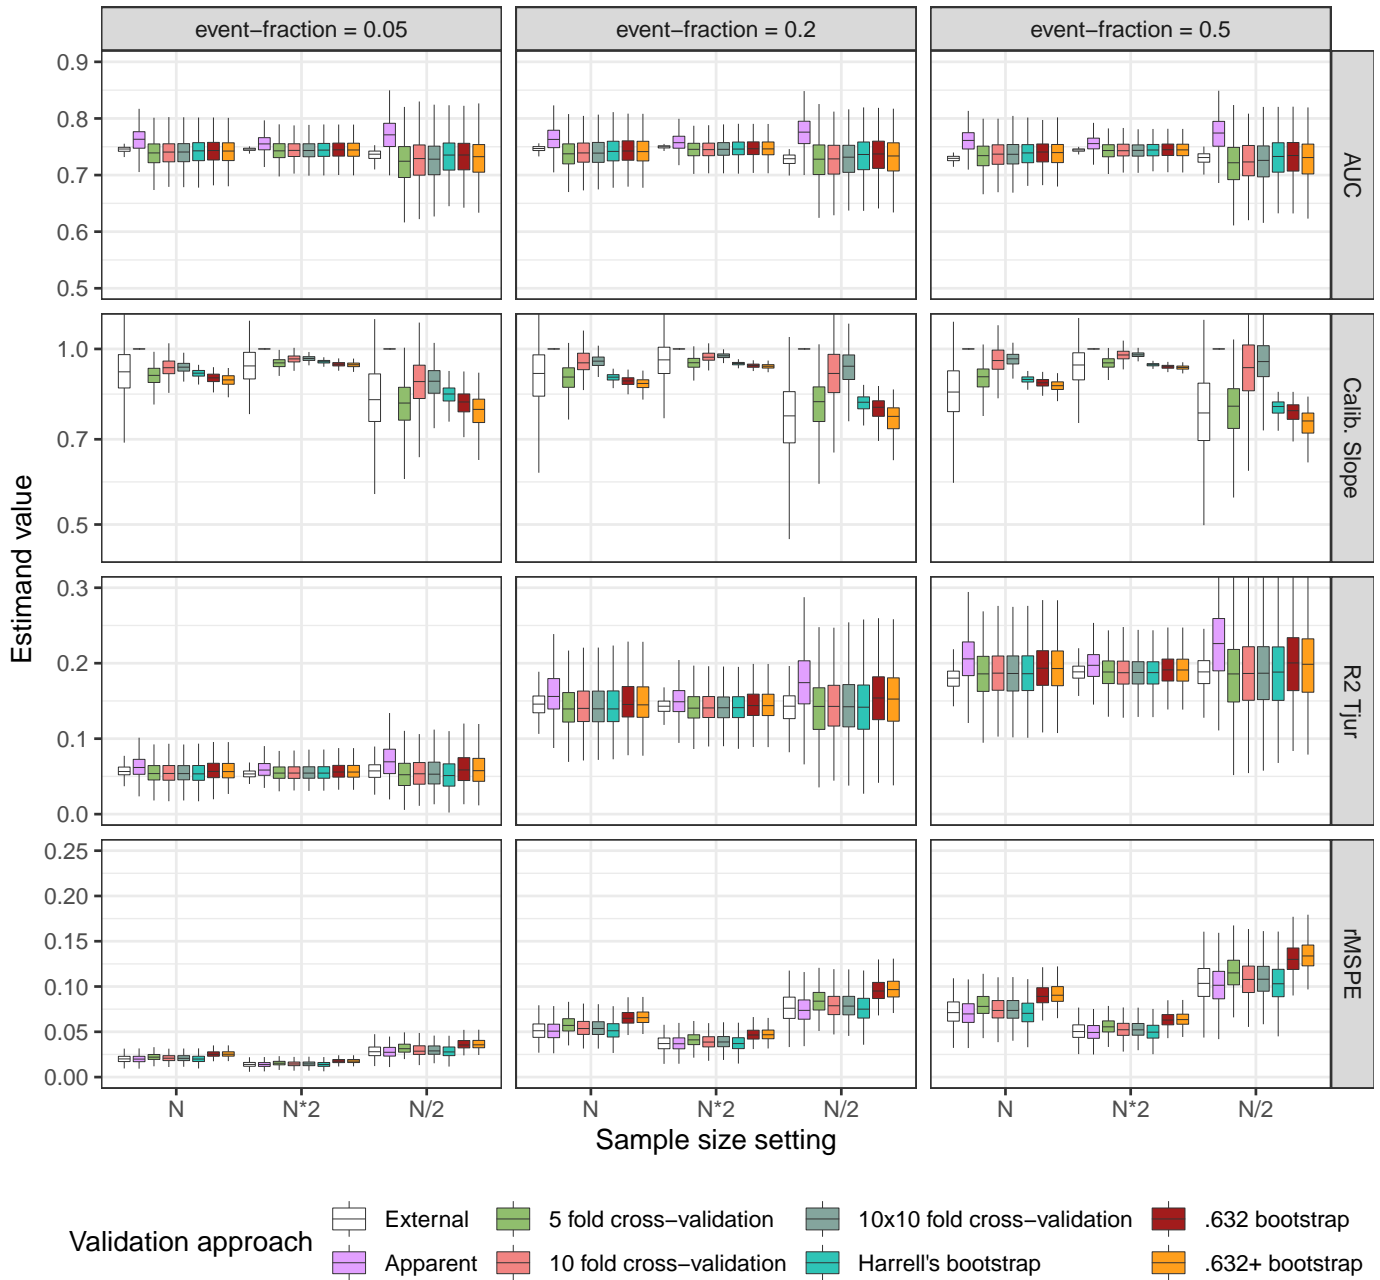 event−fraction = 0.05
event−fraction = 0.2
event−fraction = 0.5
0.9
0.8
0.7
0.6
0.5
AUC
1.0
0.7
0.5
Calib. Slope
0.3
0.2
0.1
0.0
R2 Tjur
0.25
0.20
0.15
0.10
0.05
0.00
rMSPE
Estimand value
N N*2 N/2
N N*2 N/2
N N*2 N/2
Sample size setting
Validation approach
External
Apparent
5 fold cross−validation
10 fold cross−validation
10x10 fold cross−validation
Harrell's bootstrap
.632 bootstrap
.632+ bootstrap